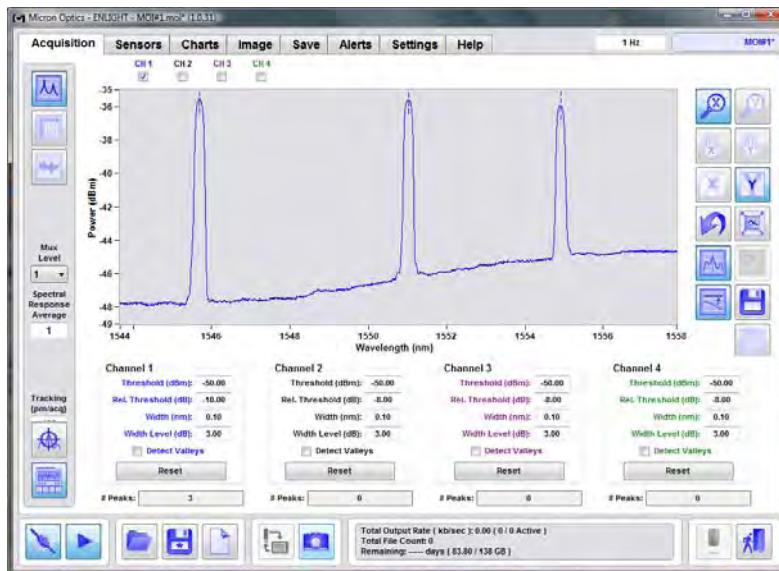 Micron Optics - ENLIGHT - MOI#1.moi* (1.0.31)
Acquisition Sensors Charts Image Save Alerts Settings Help 1 Hz MOI#1*
CH 1 CH 2 CH 3 CH 4
-35
-36
-38
-40
-42
-44
-46
-48
-49
Power (dBm)
1544 1546 1548 1550 1552 1554 1556 1558
Wavelength (nm)
Mux
Level
1
Spectral
Response
Average
1
Tracking
(pm/acq)
X Y
X Y
Channel 1
Threshold (dBm): -50.00
Rel. Threshold (dB): -10.00
Width (nm): 0.10
Width Level (dB): 3.00
Detect Valleys
Reset
# Peaks: 3
Channel 2
Threshold (dBm): -50.00
Rel. Threshold (dB): -8.00
Width (nm): 0.10
Width Level (dB): 3.00
Detect Valleys
Reset
# Peaks: 0
Channel 3
Threshold (dBm): -50.00
Rel. Threshold (dB): -8.00
Width (nm): 0.10
Width Level (dB): 3.00
Detect Valleys
Reset
# Peaks: 0
Channel 4
Threshold (dBm): -50.00
Rel. Threshold (dB): -8.00
Width (nm): 0.10
Width Level (dB): 3.00
Detect Valleys
Reset
# Peaks: 0
Total Output Rate ( kb/sec ): 0.00 ( 0 / 0 Active )
Total File Count: 0
Remaining: ----- days ( 83.80 / 138 GB )